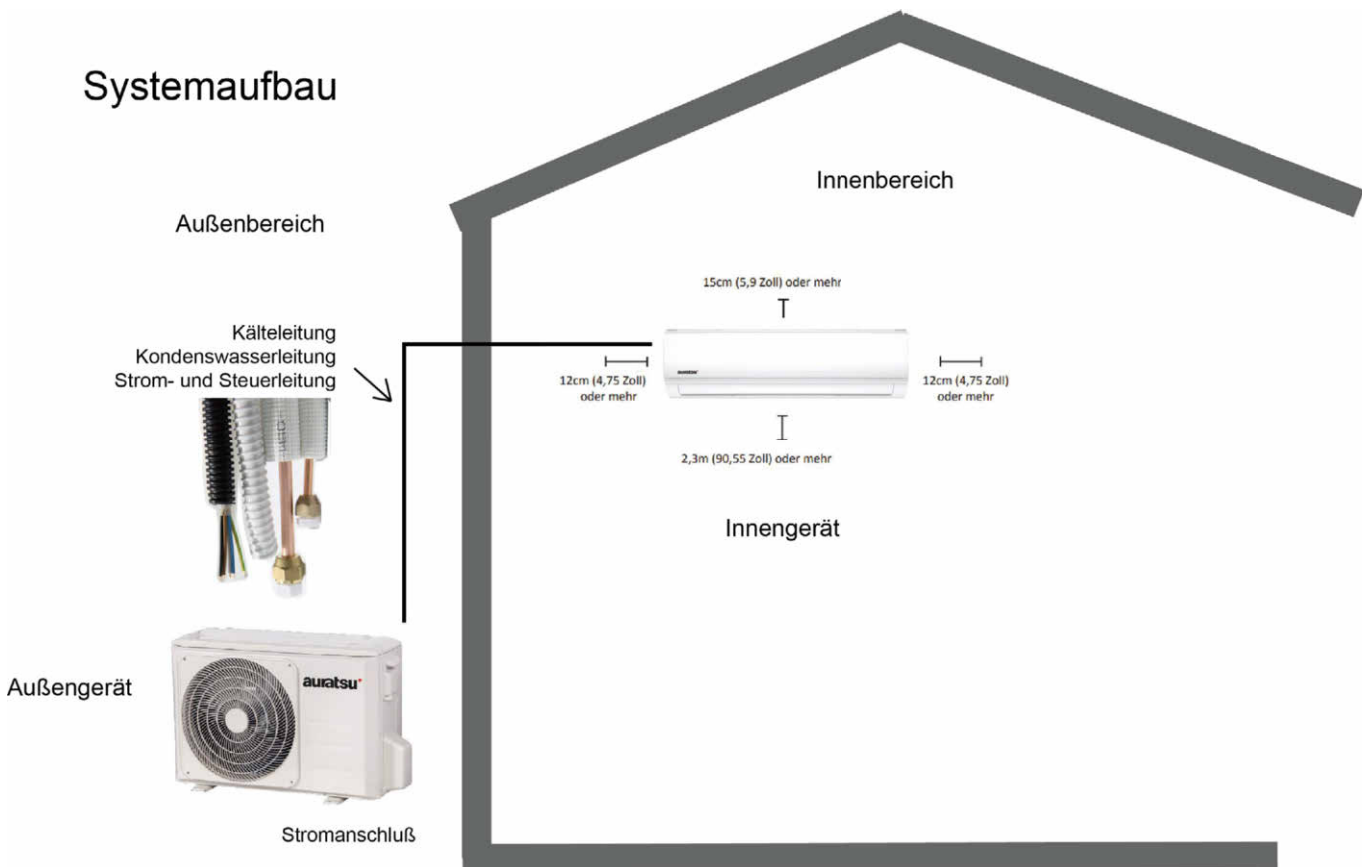 Systemaufbau
Innenbereich
Außenbereich
15cm (5,9 Zoll) oder mehr
Kälteleitung
Kondenswasserleitung
Strom- und Steuerleitung
12cm (4,75 Zoll)
oder mehr
auratsu
12cm (4,75 Zoll)
oder mehr
2,3m (90,55 Zoll) oder mehr
Innengerät
Außengerät
auratsu
Stromanschluß